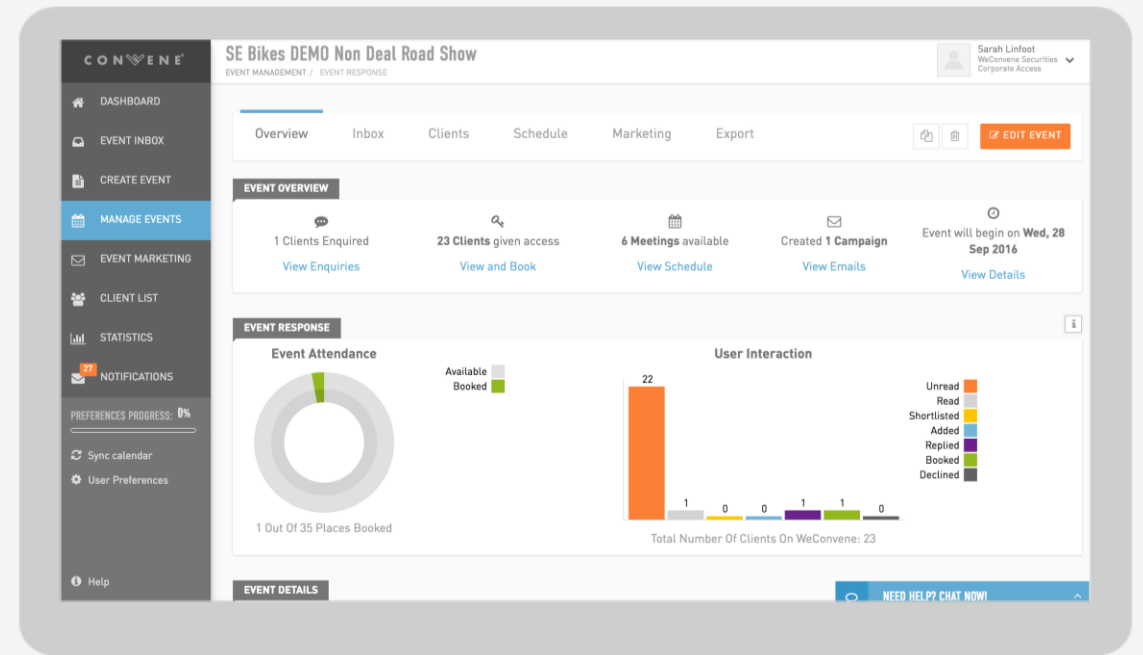 CONVENE
SE Bikes DEMO Non Deal Road Show
EVENT MANAGEMENT / EVENT RESPONSE
Sarah Linfoot
WeConvene Securities
Corporate Access
DASHBOARD
EVENT INBOX
CREATE EVENT
MANAGE EVENTS
EVENT MARKETING
CLIENT LIST
STATISTICS
27
NOTIFICATIONS
PREFERENCES PROGRESS: 0%
Sync calendar
User Preferences
Help
Overview Inbox Clients Schedule Marketing Export
EDIT EVENT
EVENT OVERVIEW
1 Clients Enquired
View Enquiries
23 Clients given access
View and Book
6 Meetings available
View Schedule
Created 1 Campaign
View Emails
Event will begin on Wed, 28
Sep 2016
View Details
EVENT RESPONSE
i
Event Attendance
Available
Booked
1 Out Of 35 Places Booked
User Interaction
22 1 0 0 1 1 0
Unread
Read
Shortlisted
Added
Replied
Booked
Declined
Total Number Of Clients On WeConvene: 23
EVENT DETAILS
NEED HELP? CHAT NOW!